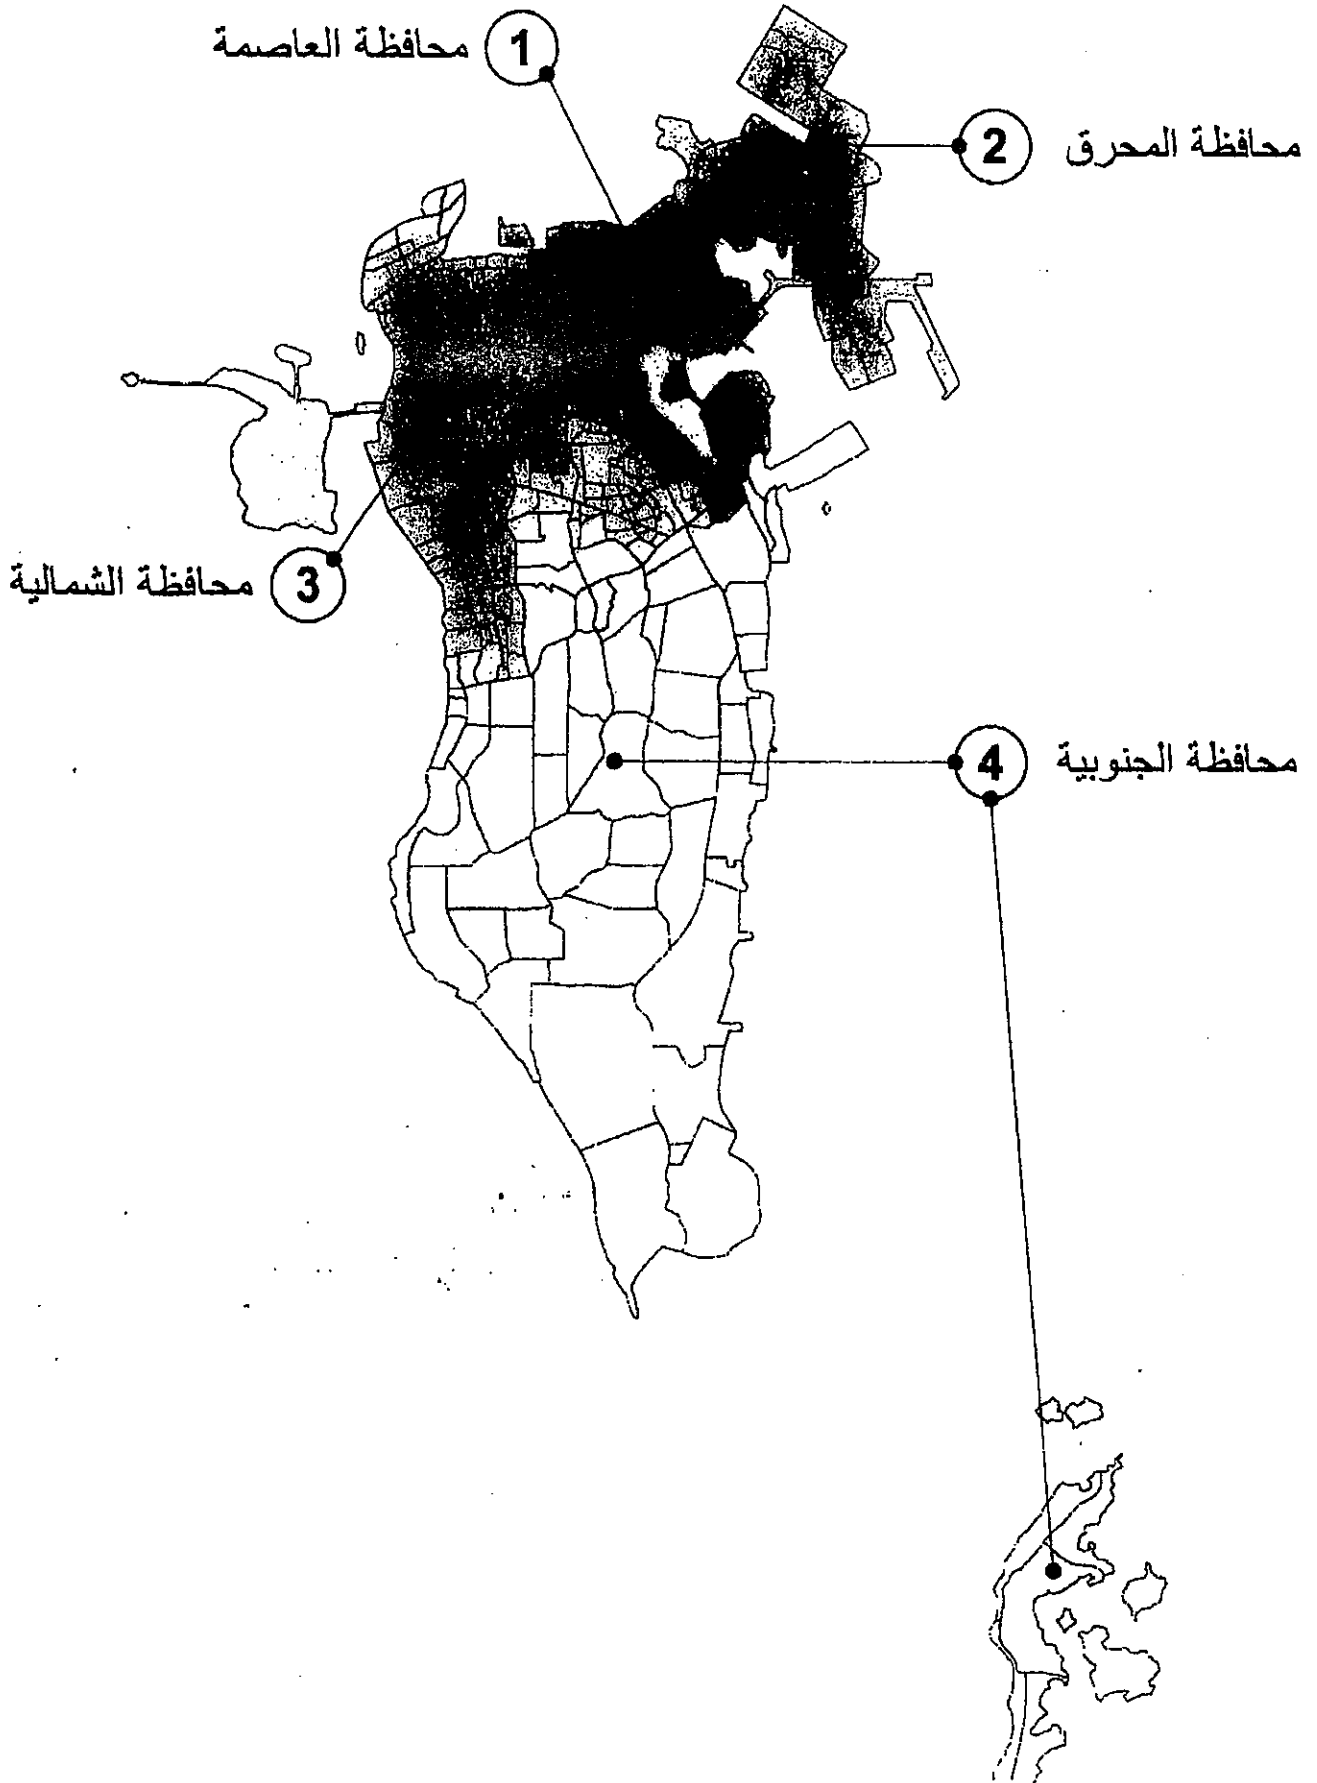 محافظة العاصمة 1
2 محافظة المحرق
محافظة الشمالية 3
4 محافظة الجنوبية